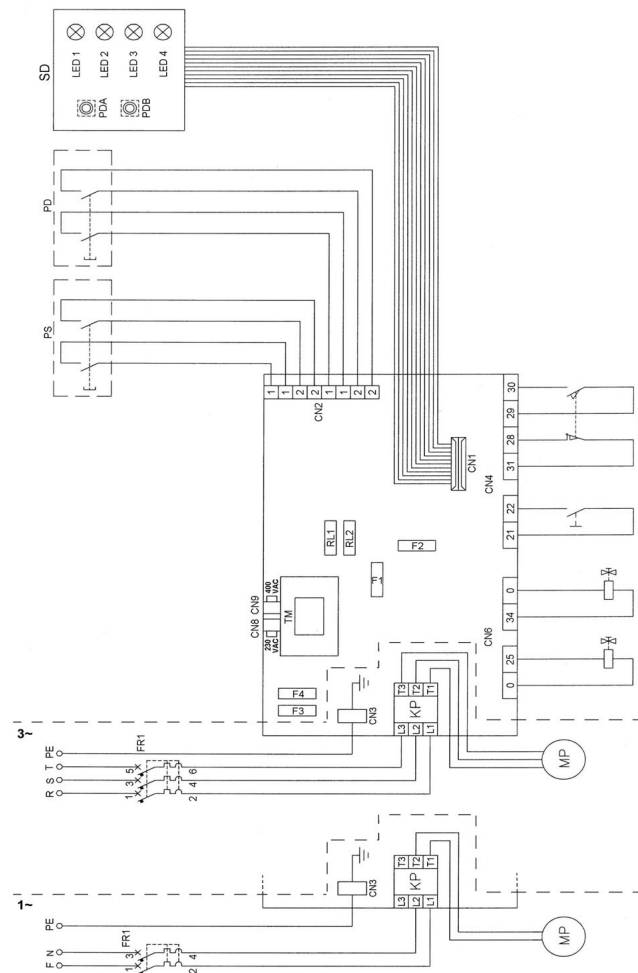 SD
LED 1
LED 2
LED 3
LED 4
PDA
PDB
PD
PS
1
1
2
2
1
1
2
2
CN2
CN1
CN4
30
29
28
31
22
21
0
34
25
0
CN6
RL1
RL2
F2
CN8 CN9
230 VAC
400 VAC
TM
F4
F3
CN3
T3
T2
T1
KP
L3
L2
L1
MP
3~
PE
T
S
R
FR1
5
3
1
6
4
2
1~
PE
N
F
FR1
3
1
4
2
CN3
T3
T2
T1
KP
L3
L2
L1
MP